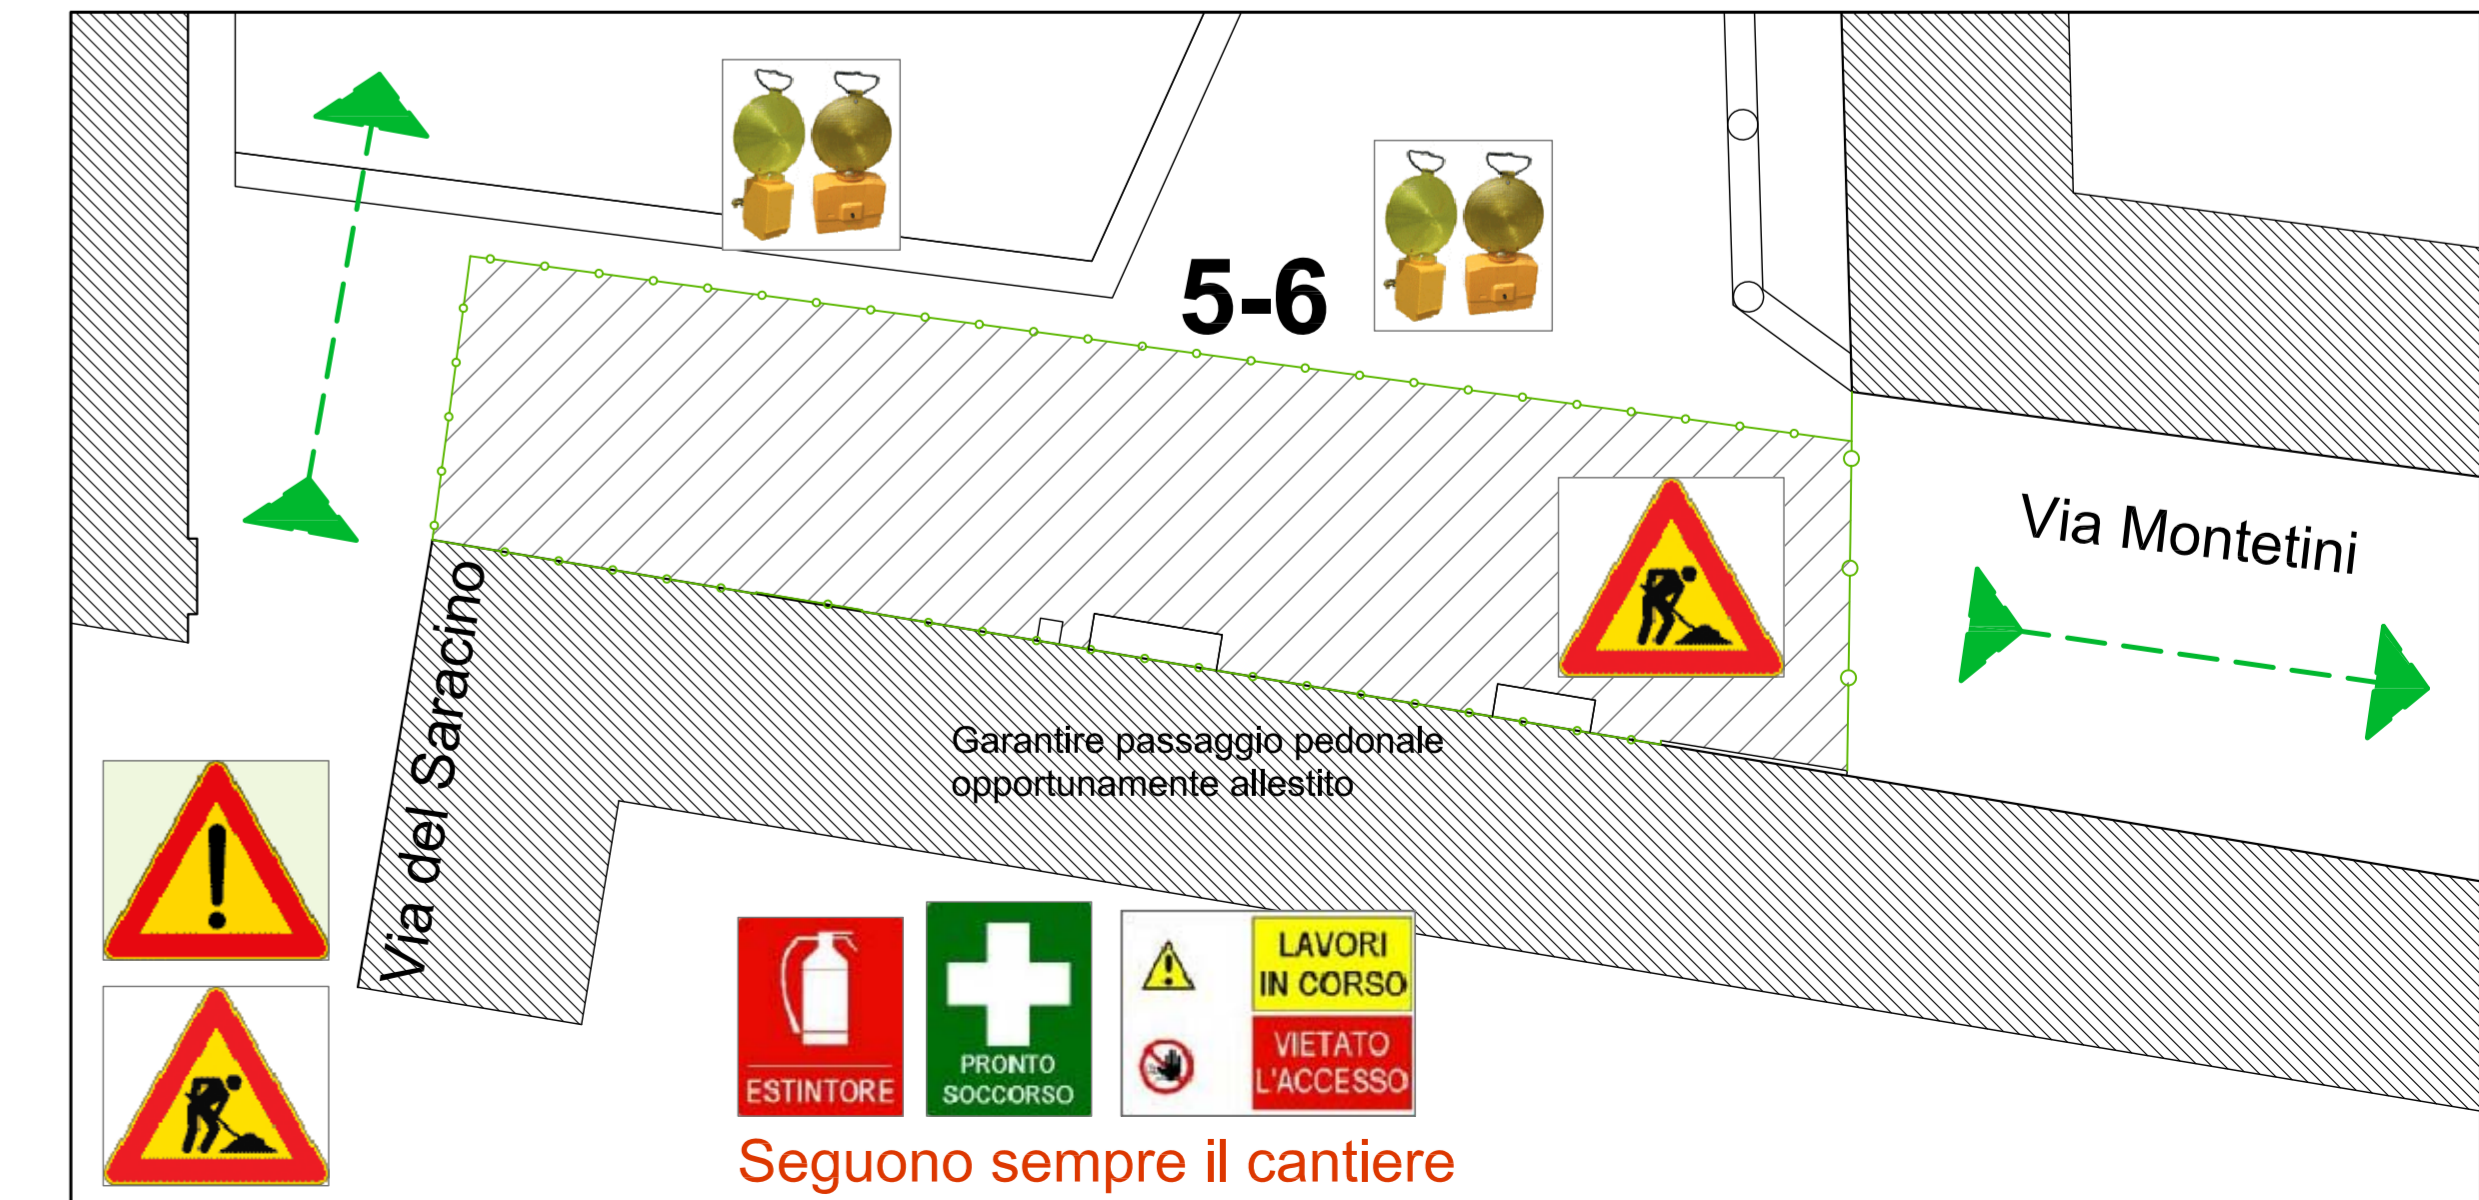 5-6
Via Montetini
Via del Saracino
Garantire passaggio pedonale
opportunamente allestito
ESTINTORE
PRONTO
SOCCORSO
LAVORI
IN CORSO
VIETATO
L'ACCESSO
Seguono sempre il cantiere